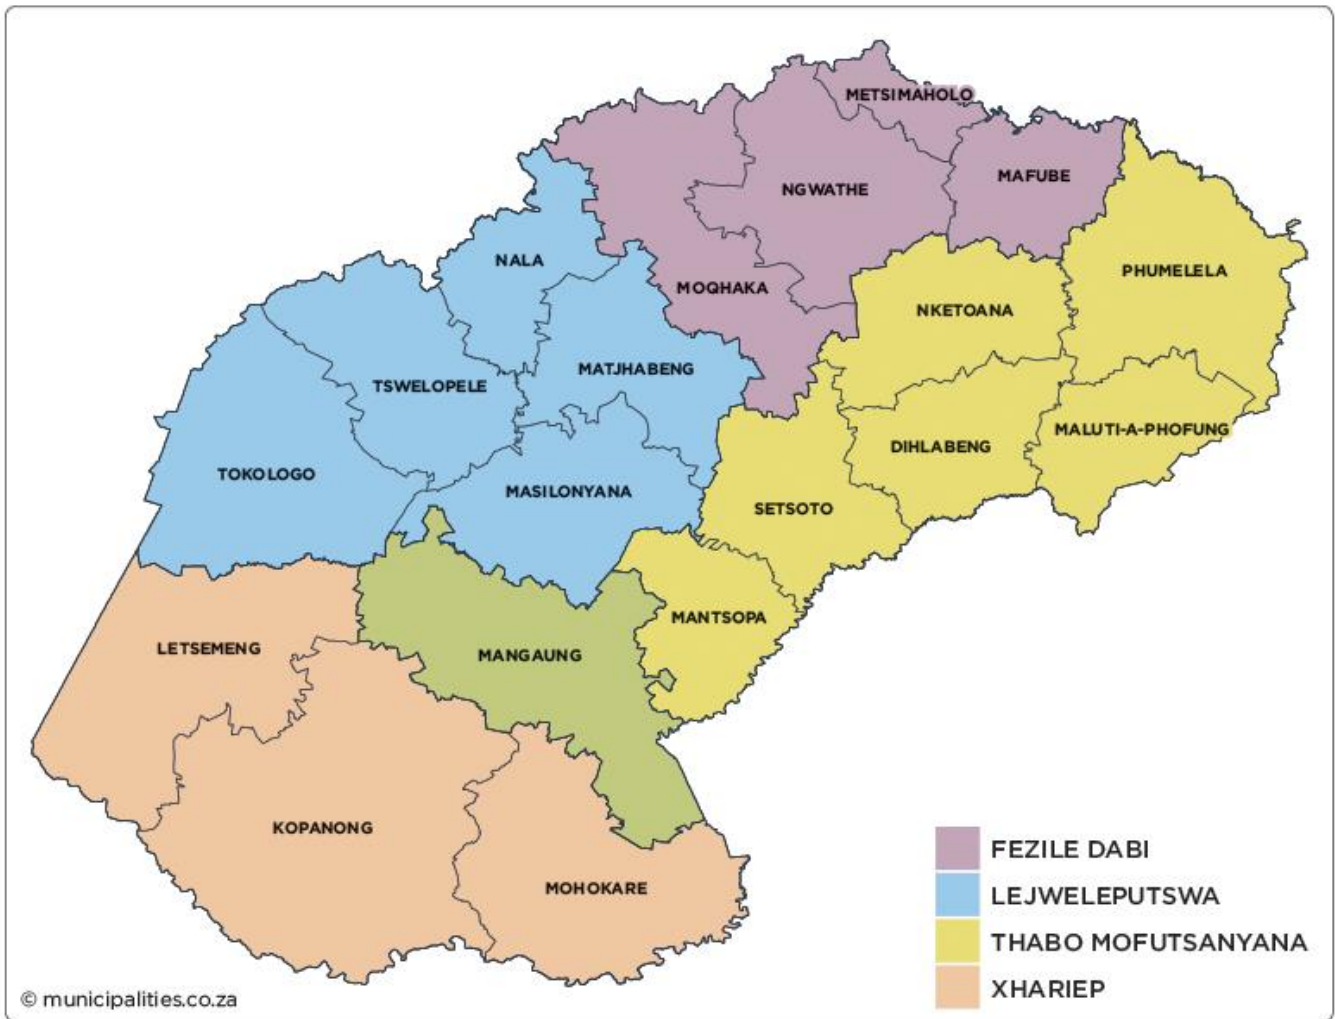 METSIMAHOLO
MAFUBE
NGWATHE
NALA
PHUMELELA
MOQHAKA
NKETOANA
MATJHABENG
TSWELOPELE
MALUTI-A-PHOFUNG
DIHLABENG
TOKOLOGO
MASILONYANA
SETSOTO
MANTSOPA
LETSEMENG
MANGAUNG
KOPANONG
MOHOKARE
FEZILE DABI
LEJWELEPUTSWA
THABO MOFUTSANYANA
XHARIEP
© municipalities.co.za